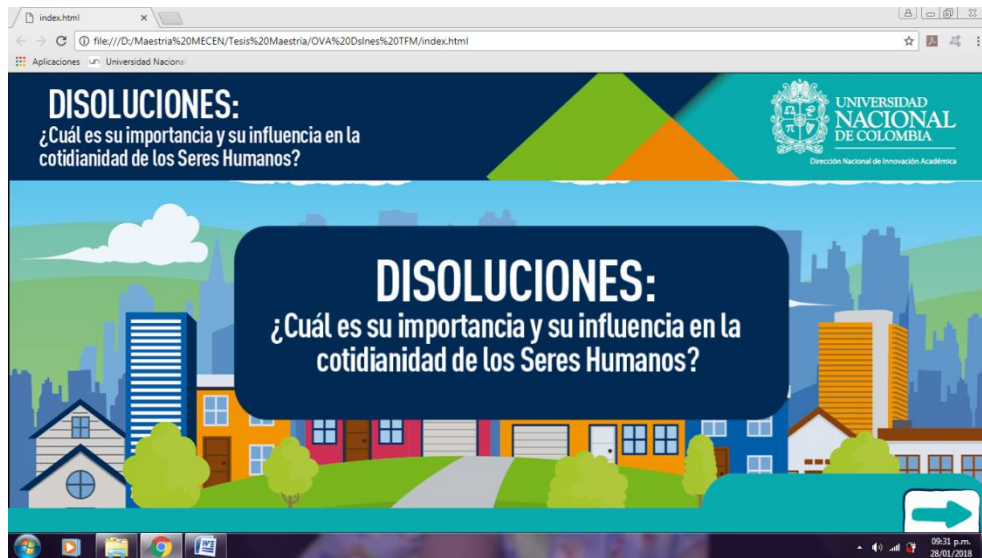 index.html
file:///D:/Maestria%20MECEN/Tesis%20Maestria/OVA%20Dslnes%20TFM/index.html
Aplicaciones
Universidad Nacional
DISOLUCIONES:
¿Cuál es su importancia y su influencia en la
cotidianidad de los Seres Humanos?
UNIVERSIDAD
NACIONAL
DE COLOMBIA
Dirección Nacional de Innovación Académica
DISOLUCIONES:
¿Cuál es su importancia y su influencia en la
cotidianidad de los Seres Humanos?
09:31 p.m.
28/01/2018